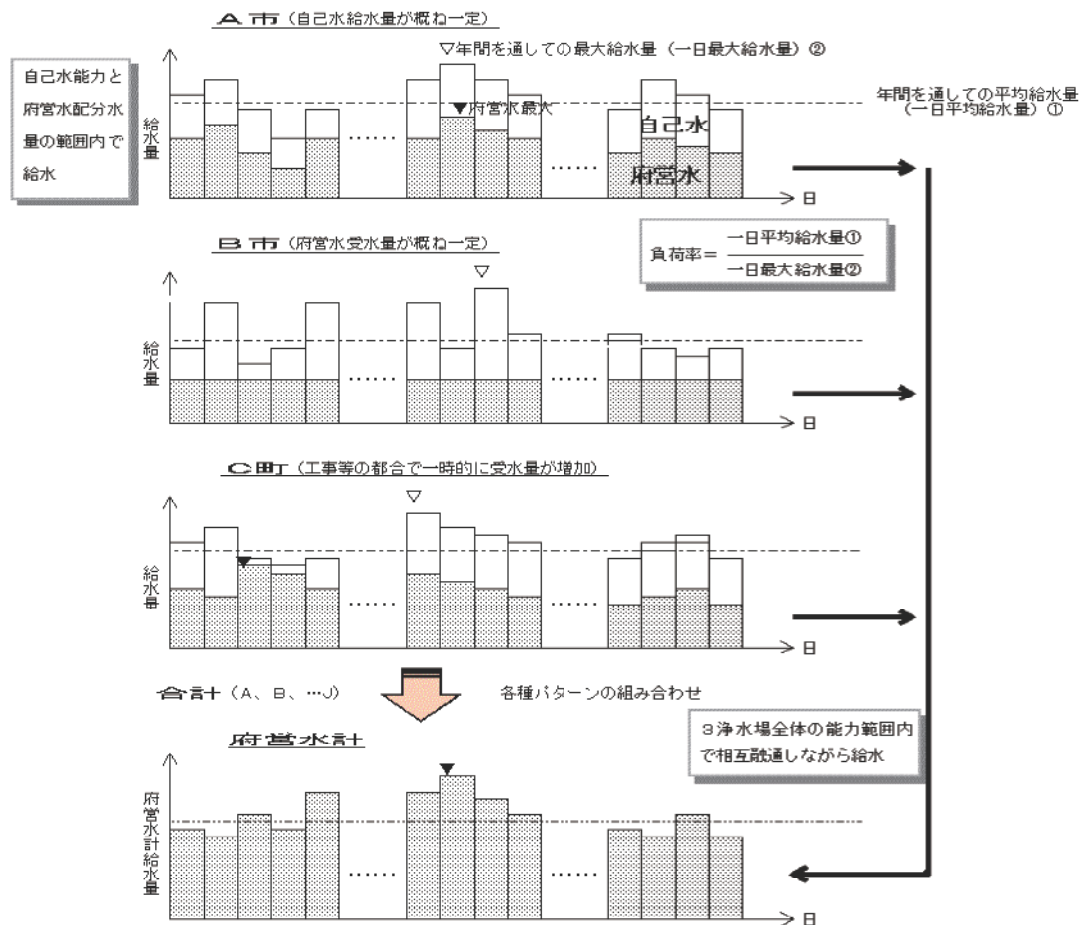 A市（自己水給水量が概ね一定）
▽年間を通しての最大給水量（一日最大給水量）②
自己水能力と
府営水配分水
量の範囲内で
給水
給水量
▼府営水最大
年間を通しての平均給水量
（一日平均給水量）①
自己水
府営水
……
……
日
B市（府営水受水量が概ね一定）
▽
負荷率＝
一日平均給水量①
一日最大給水量②
給水量
……
……
日
C町（工事等の都合で一時的に受水量が増加）
▽
▼
給水量
……
……
日
合計（A、B、…J）
各種パターンの組み合わせ
府営水計
３浄水場全体の能力範囲内
で相互融通しながら給水
▼
府営水計給水量
……
……
日